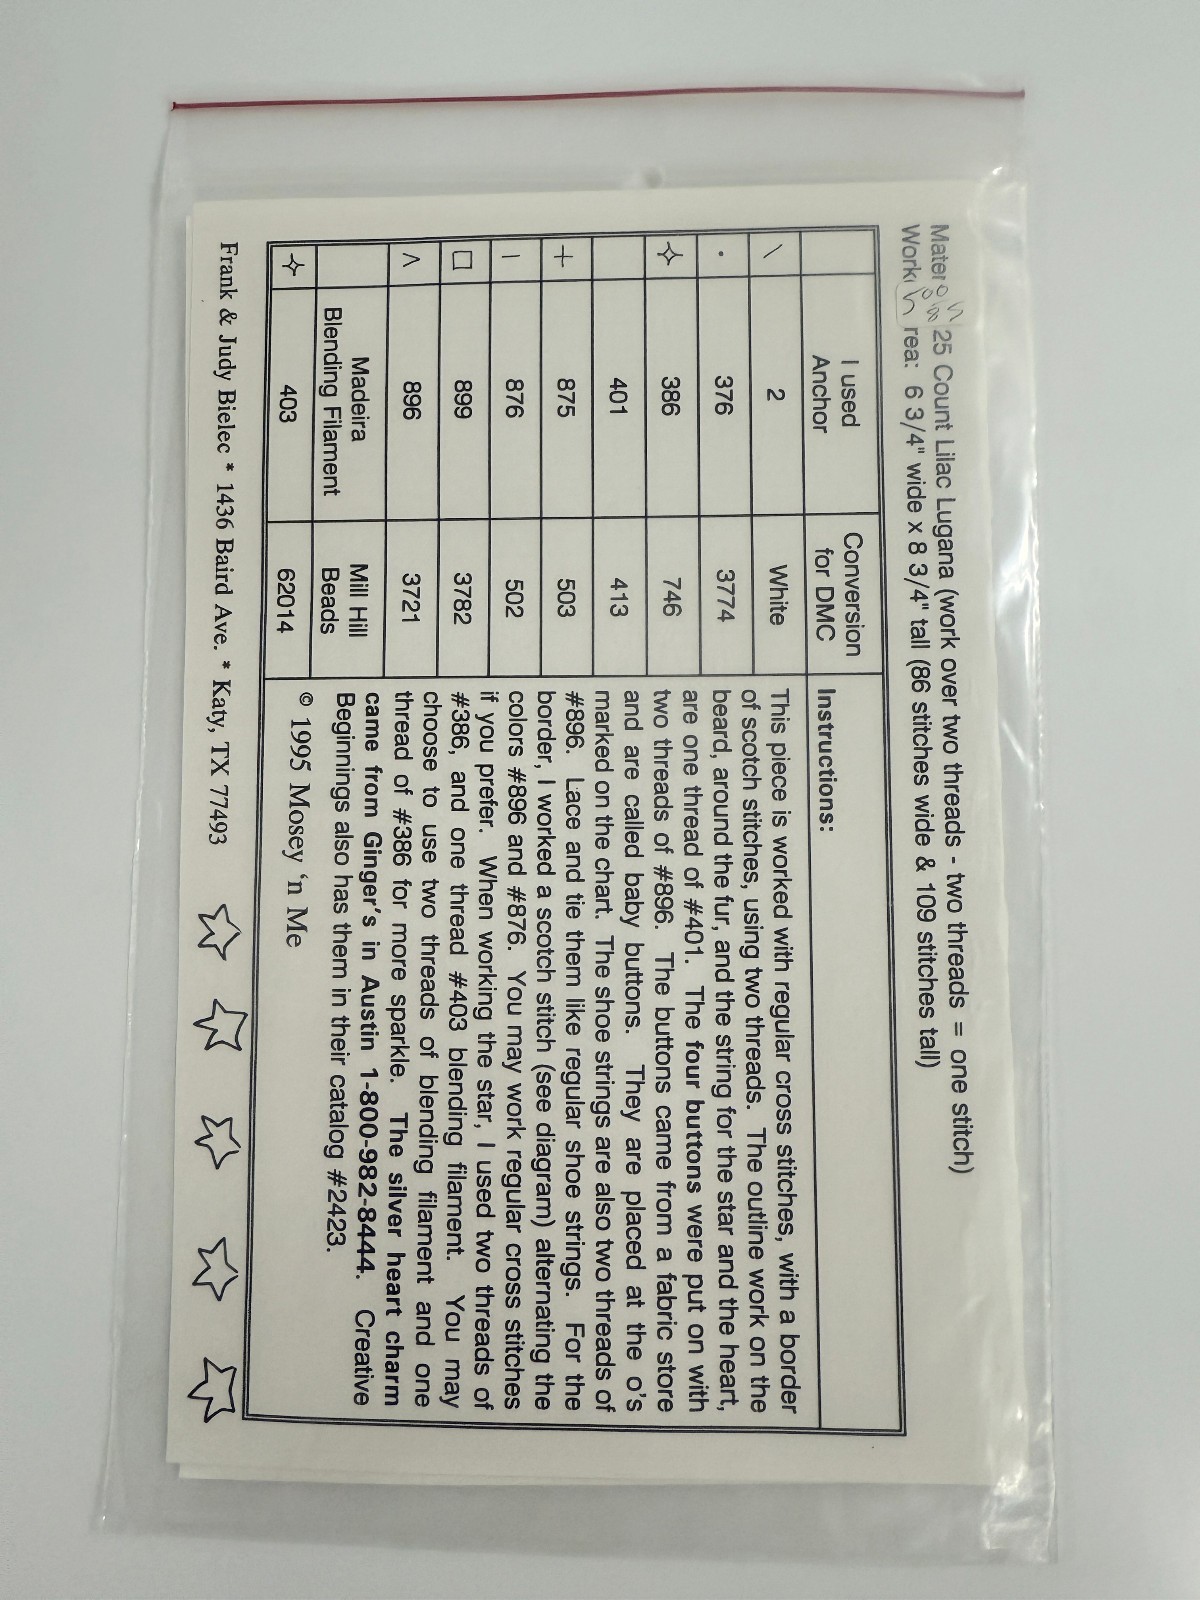 25 Count Lilac Lugana (work over two threads - two threads = one stitch)
6 3/4" wide x 8 3/4" tall (86 stitches wide & 109 stitches tall)
I used Anchor
Conversion for DMC
\ 2 White
• 376 3774
✧ 386 746
401 413
+ 875 503
| 876 502
□ 899 3782
^ 896 3721
Madeira Blending Filament
Mill Hill Beads
✧ 403 62014
Instructions:
This piece is worked with regular cross stitches, with a border
of scotch stitches, using two threads. The outline work on the
beard, around the fur, and the string for the star and the heart,
are one thread of #401. The four buttons were put on with
two threads of #896. The buttons came from a fabric store
and are called baby buttons. They are placed at the o's
marked on the chart. The shoe strings are also two threads of
#896. Lace and tie them like regular shoe strings. For the
border, I worked a scotch stitch (see diagram) alternating the
colors #896 and #876. You may work regular cross stitches
if you prefer. When working the star, I used two threads of
#386, and one thread #403 blending filament. You may
choose to use two threads of blending filament and one
thread of #386 for more sparkle. The silver heart charm
came from Ginger's in Austin 1-800-982-8444. Creative
Beginnings also has them in their catalog #2423.
© 1995 Mosey 'n Me
Frank & Judy Bielec * 1436 Baird Ave. * Katy, TX 77493